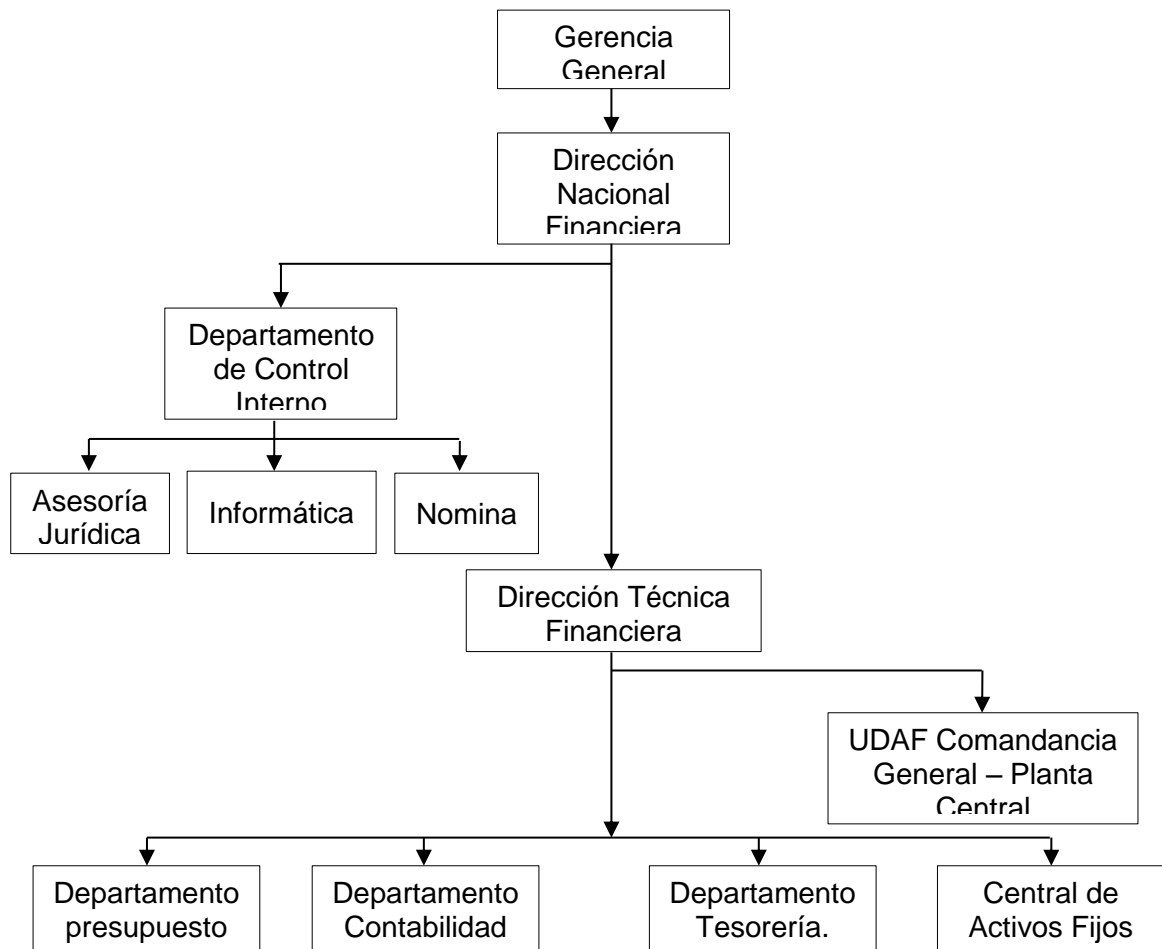 Gerencia
General
Dirección
Nacional
Financiera
Departamento
de Control
Interno
Asesoría
Jurídica
Informática
Nomina
Dirección Técnica
Financiera
UDAF Comandancia
General – Planta
Central
Departamento
presupuesto
Departamento
Contabilidad
Departamento
Tesorería.
Central de
Activos Fijos